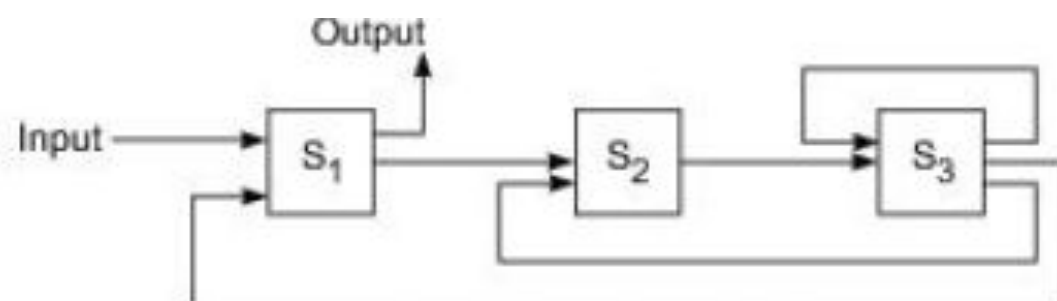 Output
Input
S₁
S₂
S₃